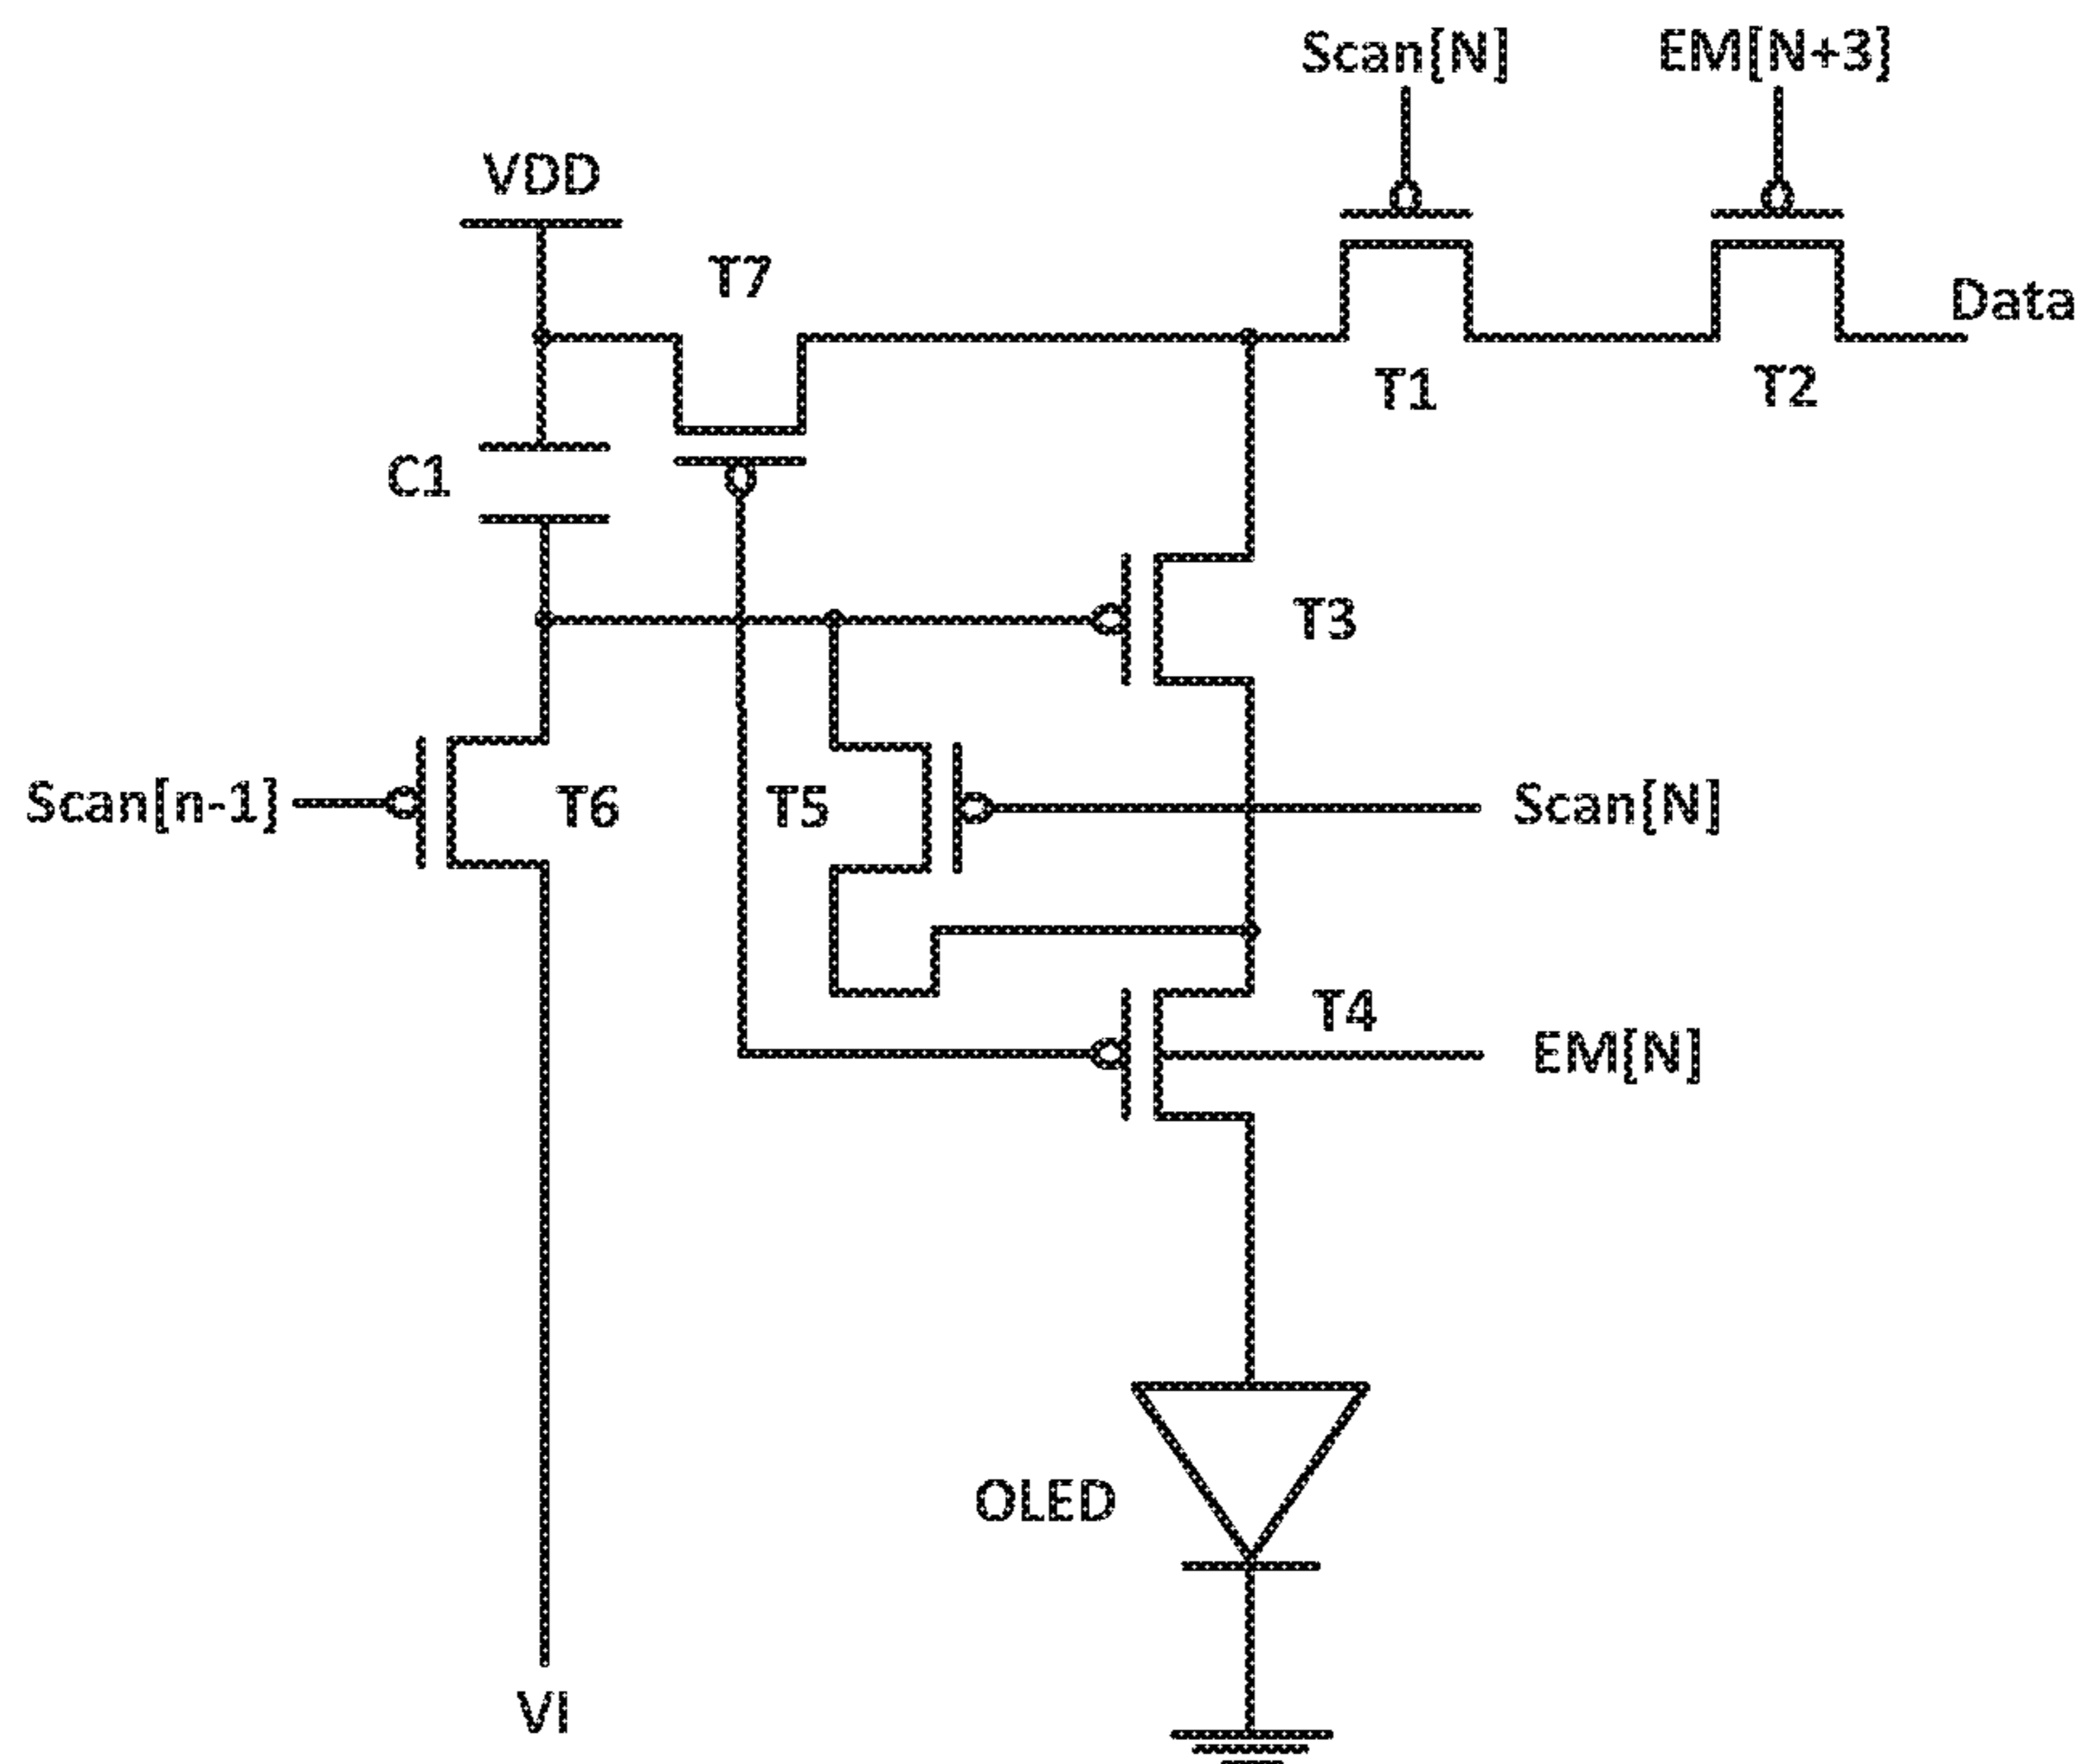 Scan[N] EM[N+3]
VDD
T7
Data
T1 T2
C1
T3
Scan[n-1] T6 T5 Scan[N]
T4
EM[N]
OLED
VI